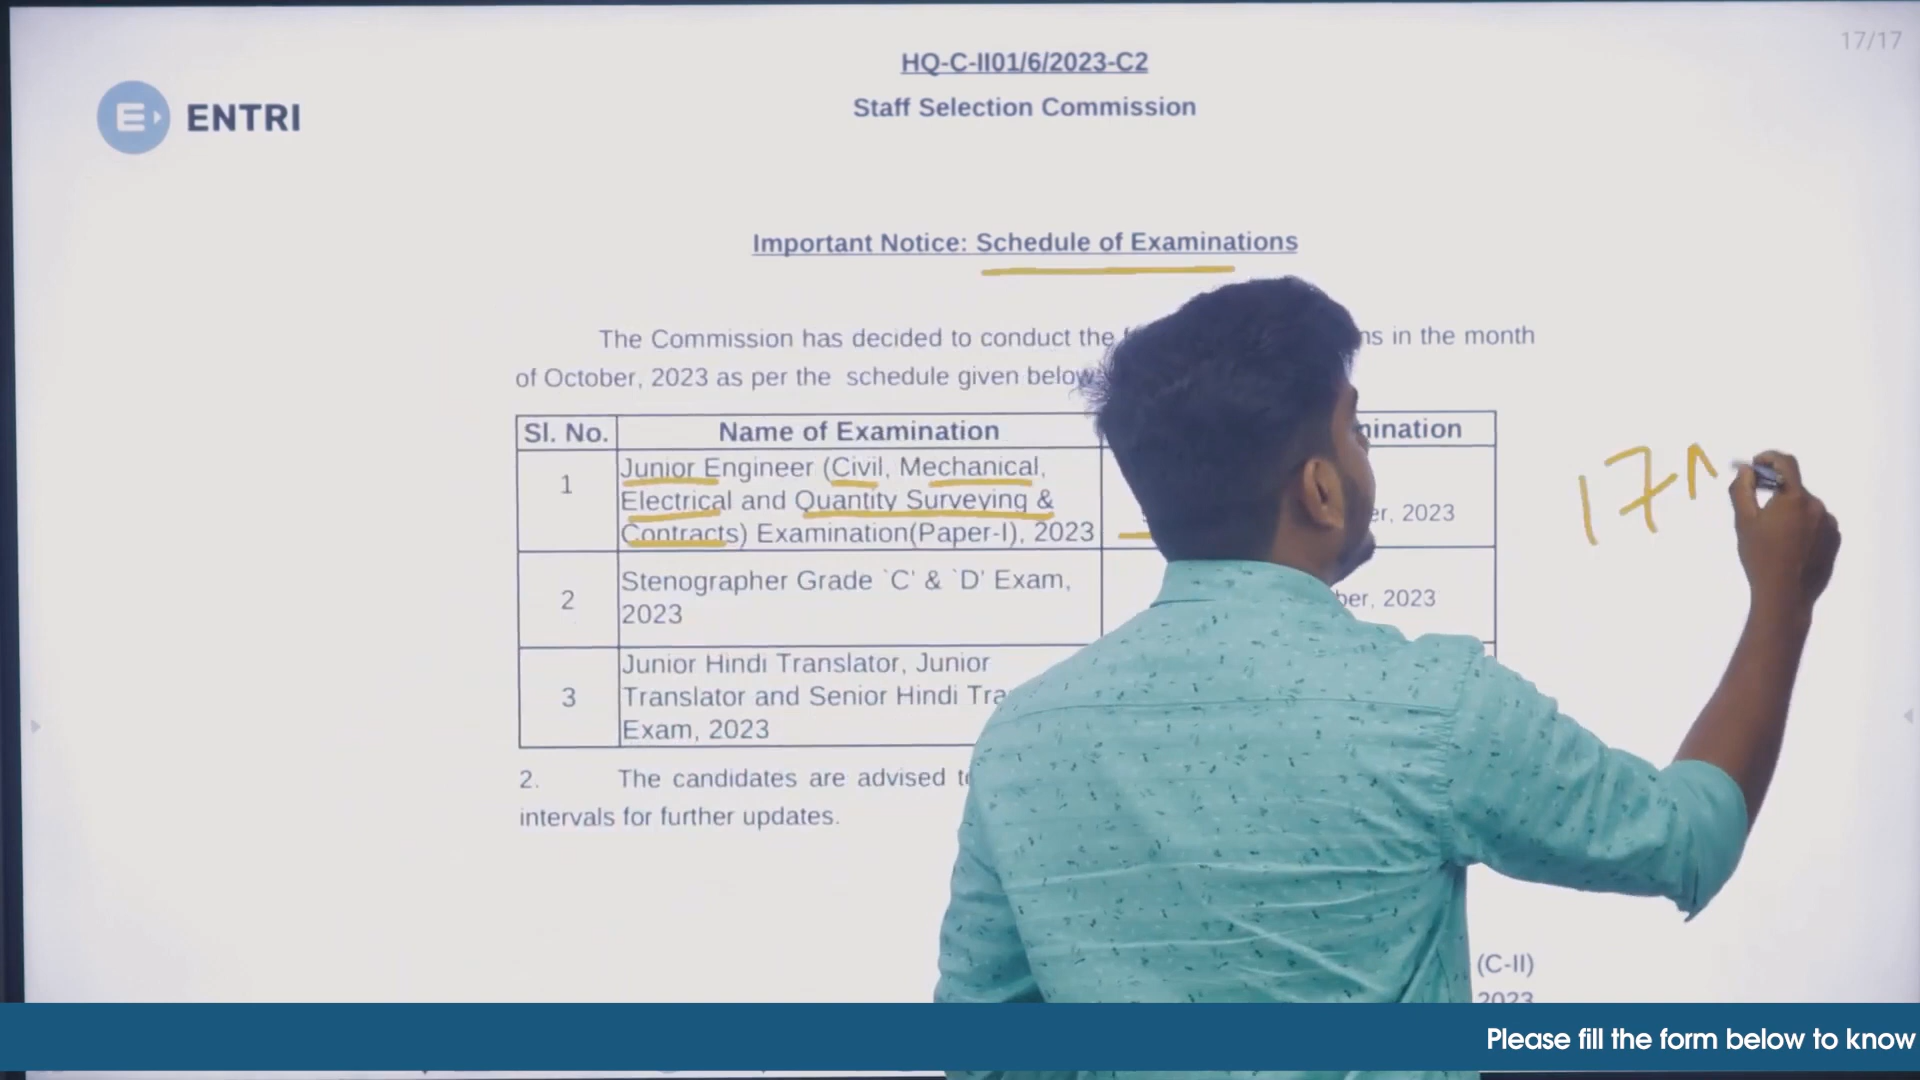 17/17
HQ-C-II01/6/2023-C2
ENTRI
Staff Selection Commission
Important Notice: Schedule of Examinations
The Commission has decided to conduct the ns in the month
of October, 2023 as per the schedule given below
Sl. No. Name of Examination ination
1 Junior Engineer (Civil, Mechanical,
Electrical and Quantity Surveying & er, 2023
Contracts) Examination(Paper-I), 2023
2 Stenographer Grade `C' & `D' Exam, ber, 2023
2023
3 Junior Hindi Translator, Junior
Translator and Senior Hindi Tra
Exam, 2023
2. The candidates are advised t
intervals for further updates.
(C-II)
2023
17
Please fill the form below to know